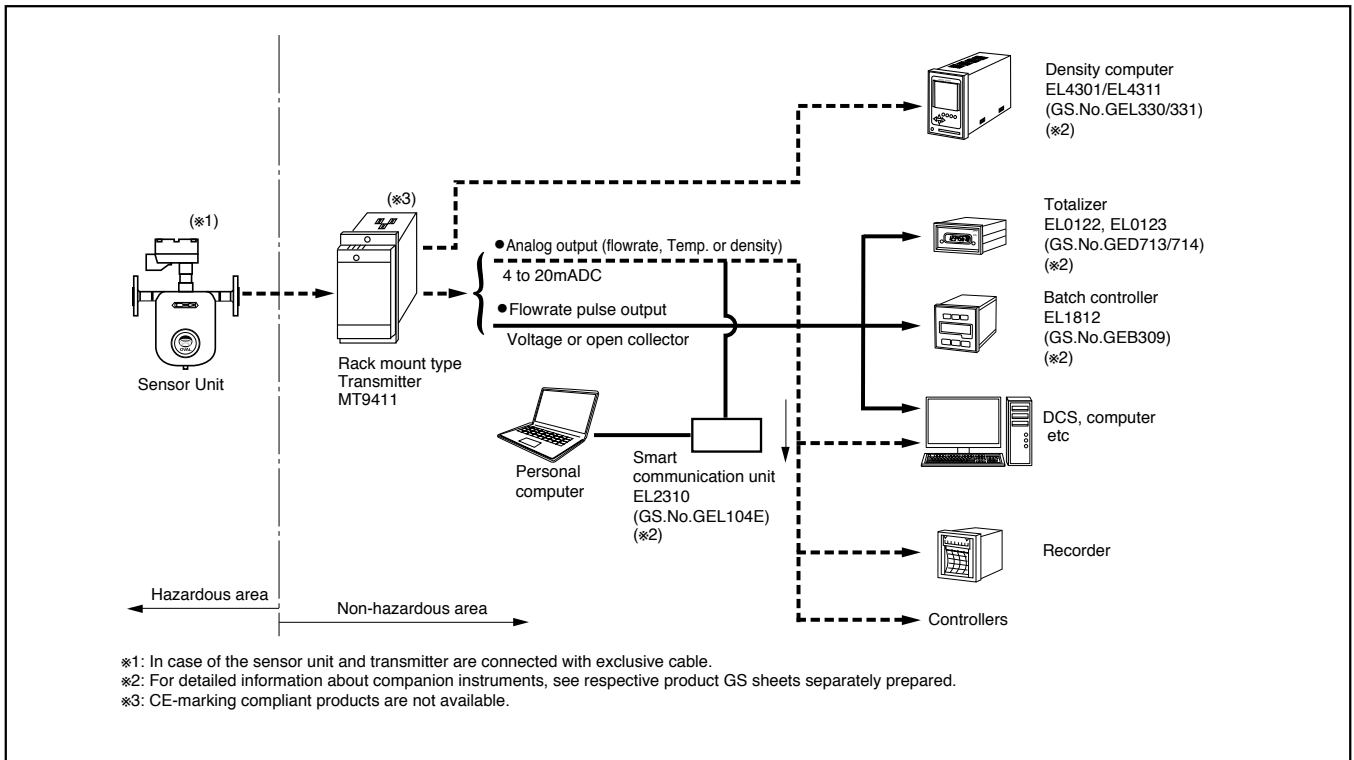 Density computer
EL4301/EL4311
(GS.No.GEL330/331)
(※2)
(※3)
(※1)
Totalizer
EL0122, EL0123
(GS.No.GED713/714)
(※2)
●Analog output (flowrate, Temp. or density)
4 to 20mADC
●Flowrate pulse output
Voltage or open collector
Batch controller
EL1812
(GS.No.GEB309)
(※2)
OVAL
Sensor Unit
Rack mount type
Transmitter
MT9411
DCS, computer
etc
Personal
computer
Smart
communication unit
EL2310
(GS.No.GEL104E)
(※2)
Recorder
Hazardous area
Non-hazardous area
Controllers
※1: In case of the sensor unit and transmitter are connected with exclusive cable.
※2: For detailed information about companion instruments, see respective product GS sheets separately prepared.
※3: CE-marking compliant products are not available.